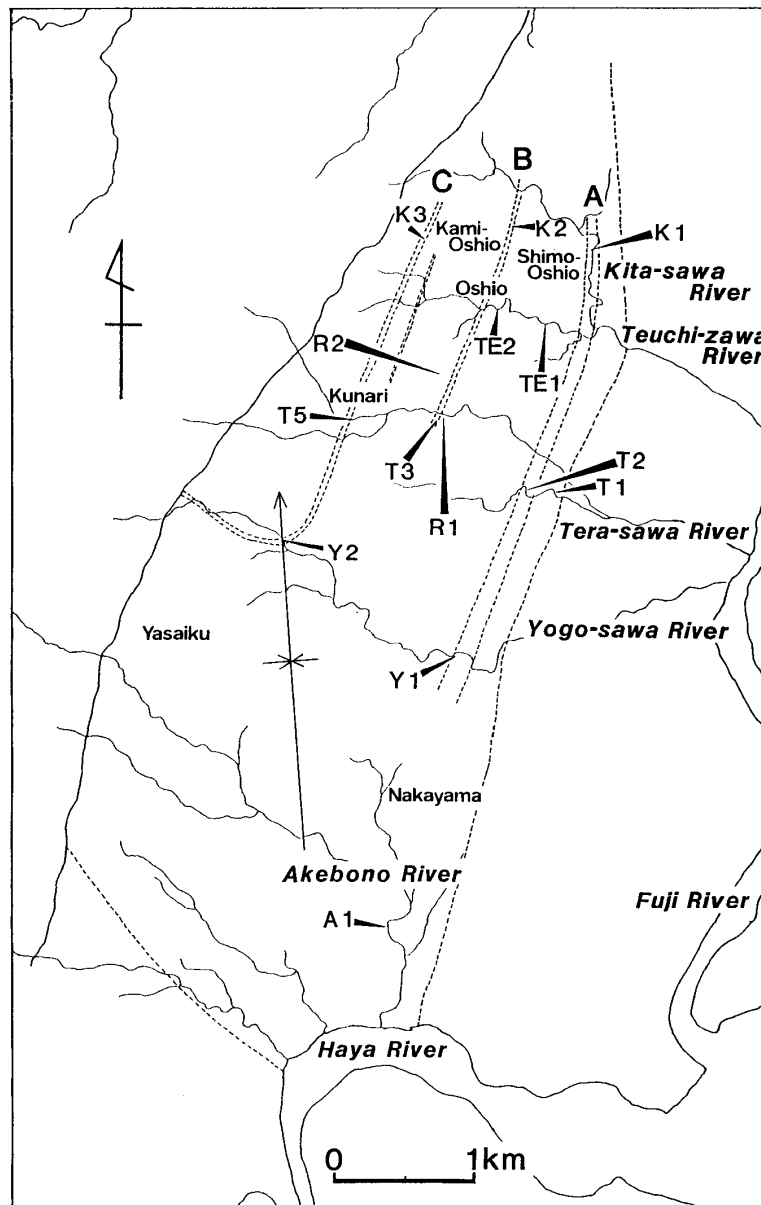 B
C
A
K3
Kami-
Oshio
K2
K1
Shimo-
Oshio
Kita-sawa
River
Oshio
Teuchi-zawa
River
R2
TE2
TE1
Kunari
T5
T3
R1
T2
T1
Tera-sawa River
Y2
Yasaiku
Yogo-sawa River
Y1
Nakayama
Akebono River
Fuji River
A1
Haya River
0 1km